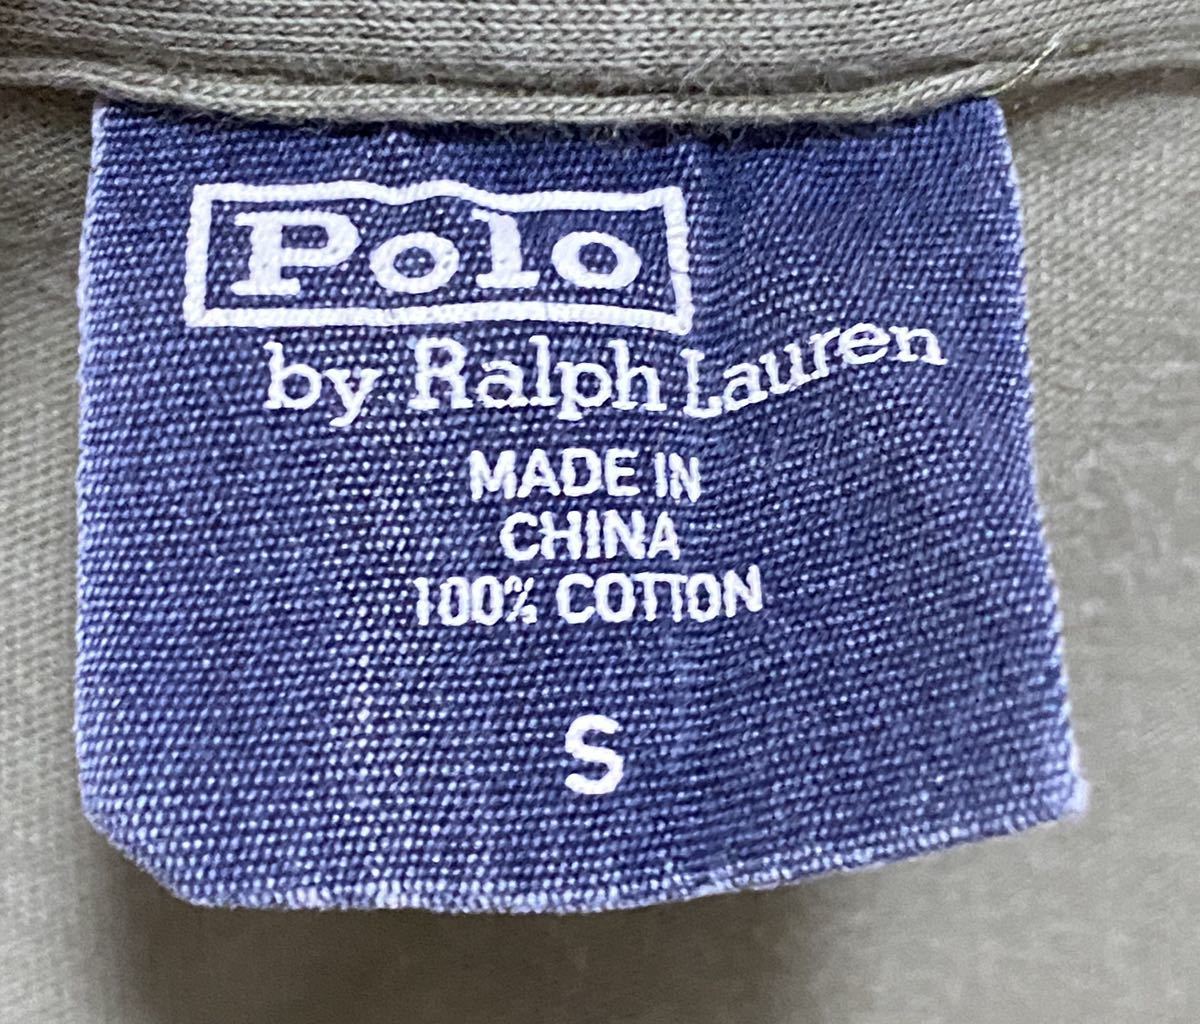 Polo
by Ralph Lauren
MADE IN
CHINA
100% COTTON
S